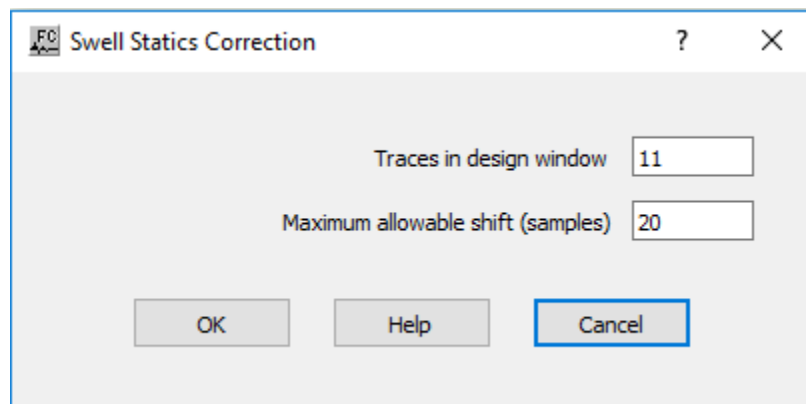 FC Swell Statics Correction ? X
Traces in design window 11
Maximum allowable shift (samples) 20
OK Help Cancel